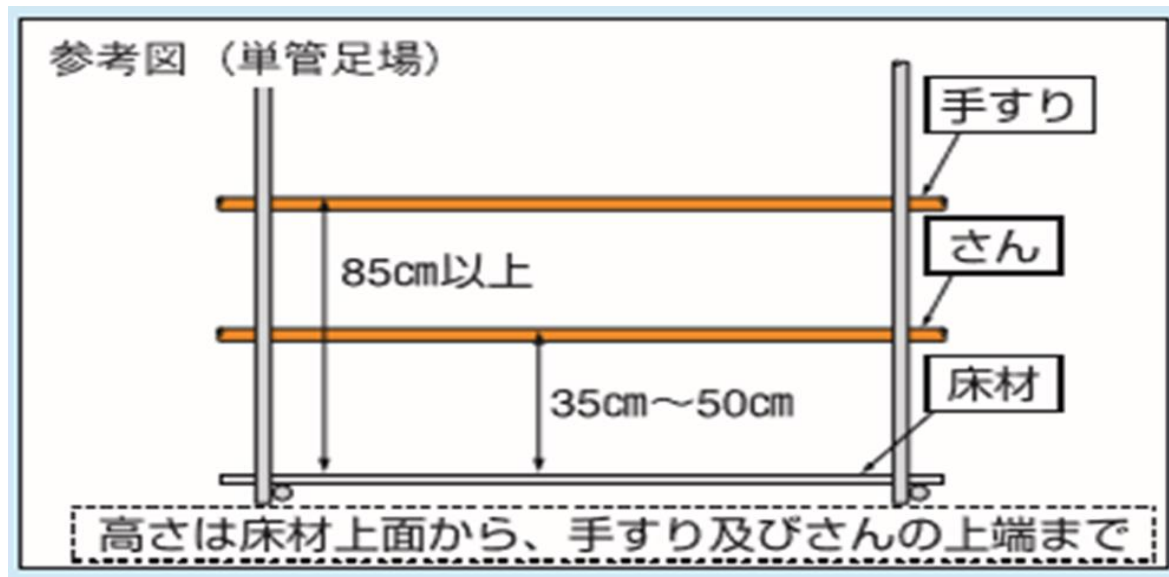 参考図（単管足場）
手すり
さん
85㎝以上
床材
35㎝～50㎝
高さは床材上面から、手すり及びさんの上端まで